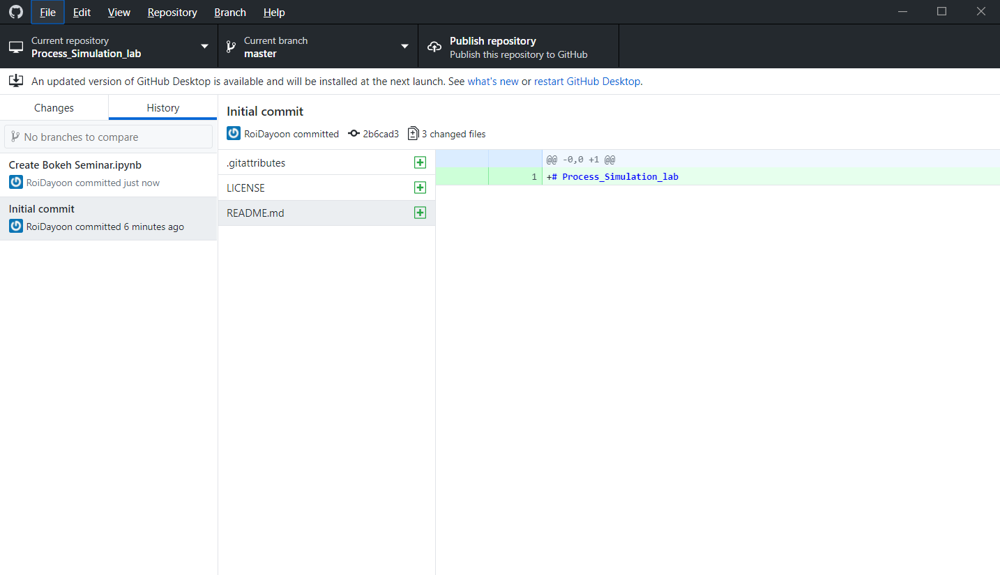 File Edit View Repository Branch Help
Current repository
Process_Simulation_lab
Current branch
master
Publish repository
Publish this repository to GitHub
An updated version of GitHub Desktop is available and will be installed at the next launch. See what's new or restart GitHub Desktop.
Changes
History
No branches to compare
Create Bokeh Seminar.ipynb
RoiDayoon committed just now
Initial commit
RoiDayoon committed 6 minutes ago
Initial commit
RoiDayoon committed 2b6cad3 3 changed files
.gitattributes
LICENSE
README.md
@@ -0,0 +1 @@
1 +# Process_Simulation_lab